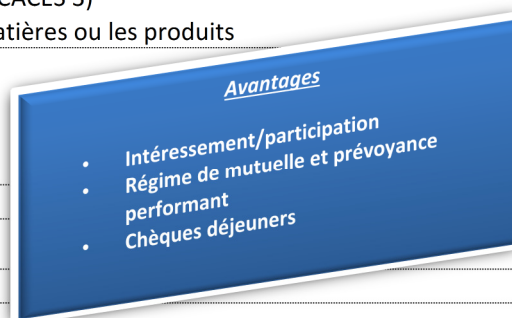 CACES 3)
atières ou les produits
Avantages
• Intéressement/participation
• Régime de mutuelle et prévoyance
performant
• Chèques déjeuners